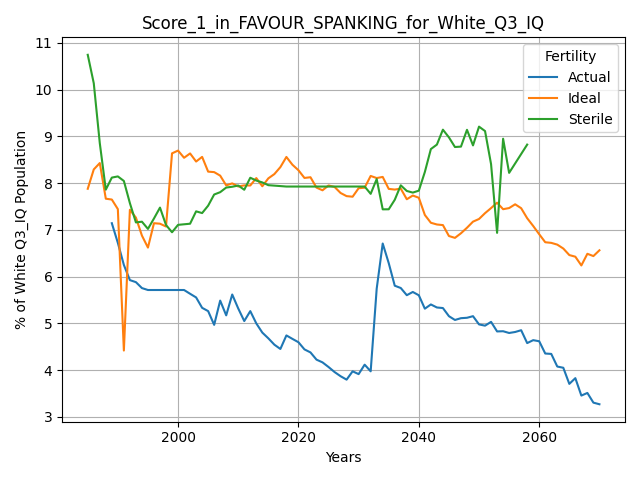 Score_1_in_FAVOUR_SPANKING_for_White_Q3_IQ
11
10
9
8
7
6
5
4
3
% of White Q3_IQ Population
Fertility
Actual
Ideal
Sterile
2000
2020
2040
2060
Years